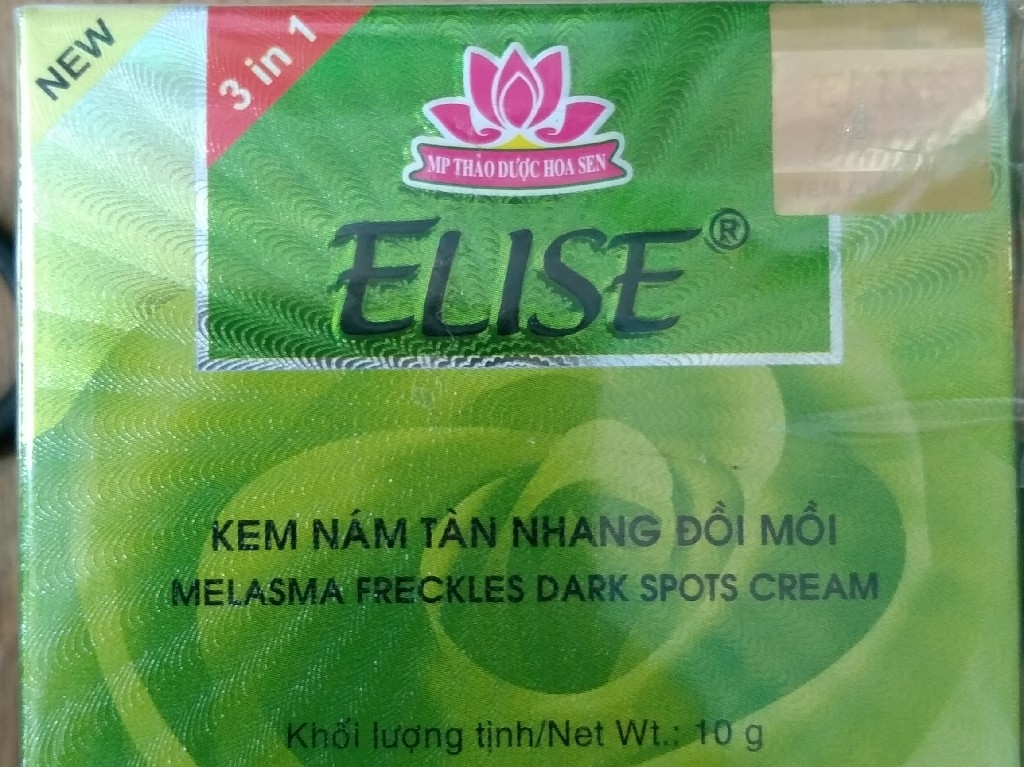 NEW
3 in 1
MP THẢO DƯỢC HOA SEN
ELISE®
KEM NÁM TÀN NHANG ĐỒI MỒI
MELASMA FRECKLES DARK SPOTS CREAM
Khối lượng tịnh/Net Wt.: 10 g